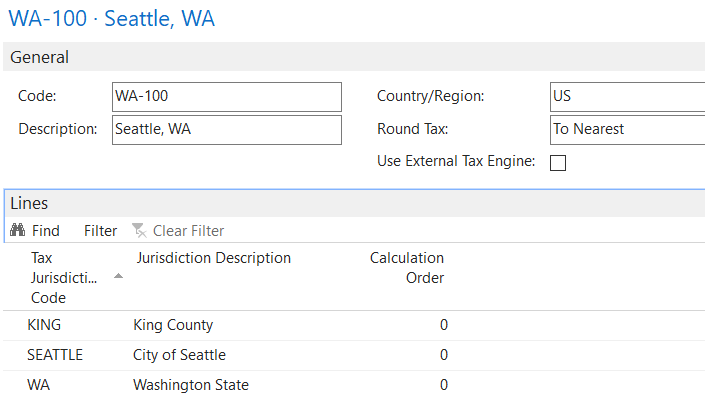 WA-100 · Seattle, WA
General
Code: WA-100 Country/Region: US
Description: Seattle, WA Round Tax: To Nearest
Use External Tax Engine:
Lines
Find Filter Clear Filter
Tax Jurisdiction Description Calculation
Jurisdicti... Order
Code
KING King County 0
SEATTLE City of Seattle 0
WA Washington State 0